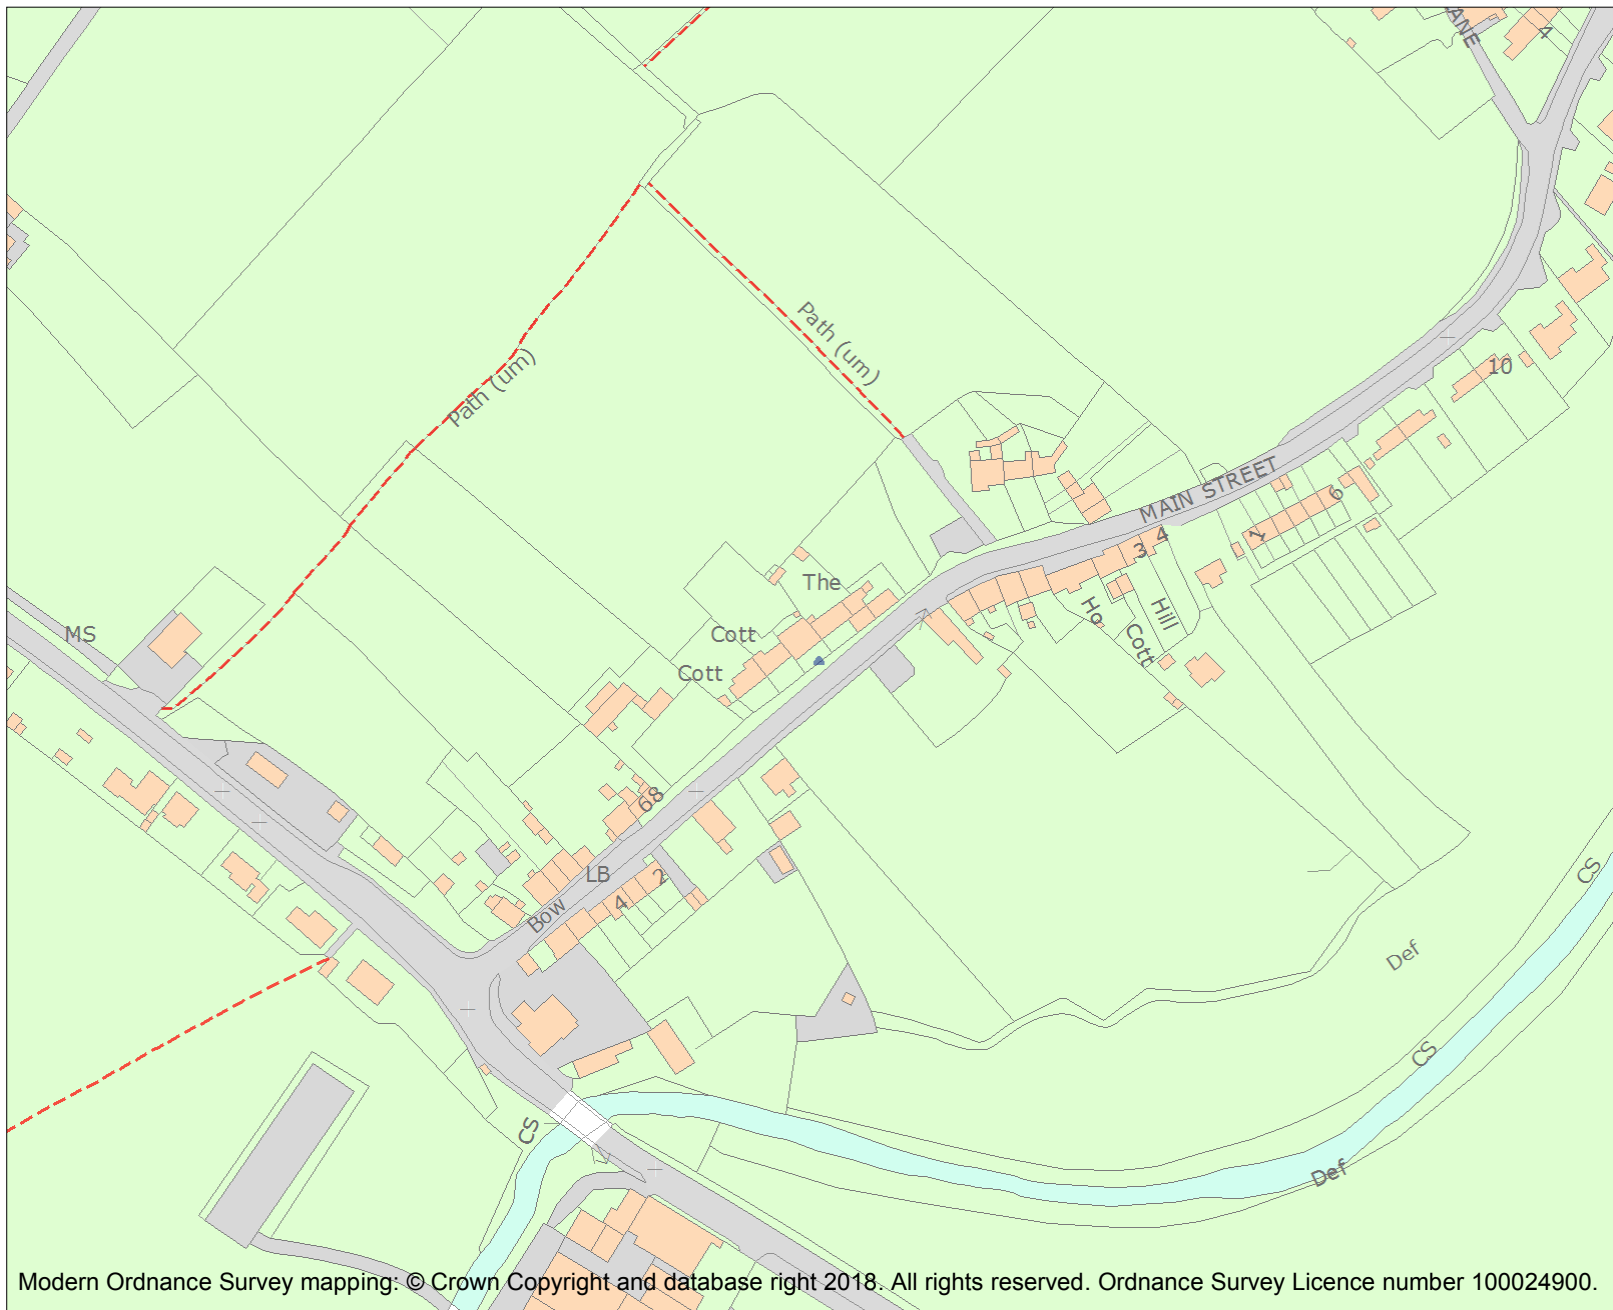 LANE
4
Path (um)
Path (um)
10
MAIN STREET
6
1
3
4
The
Ho
Hill
Cott
MS
Cott
Cott
68
LB
2
4
Bow
CS
Def
CS
CS
Def
Modern Ordnance Survey mapping: © Crown Copyright and database right 2018. All rights reserved. Ordnance Survey Licence number 100024900.